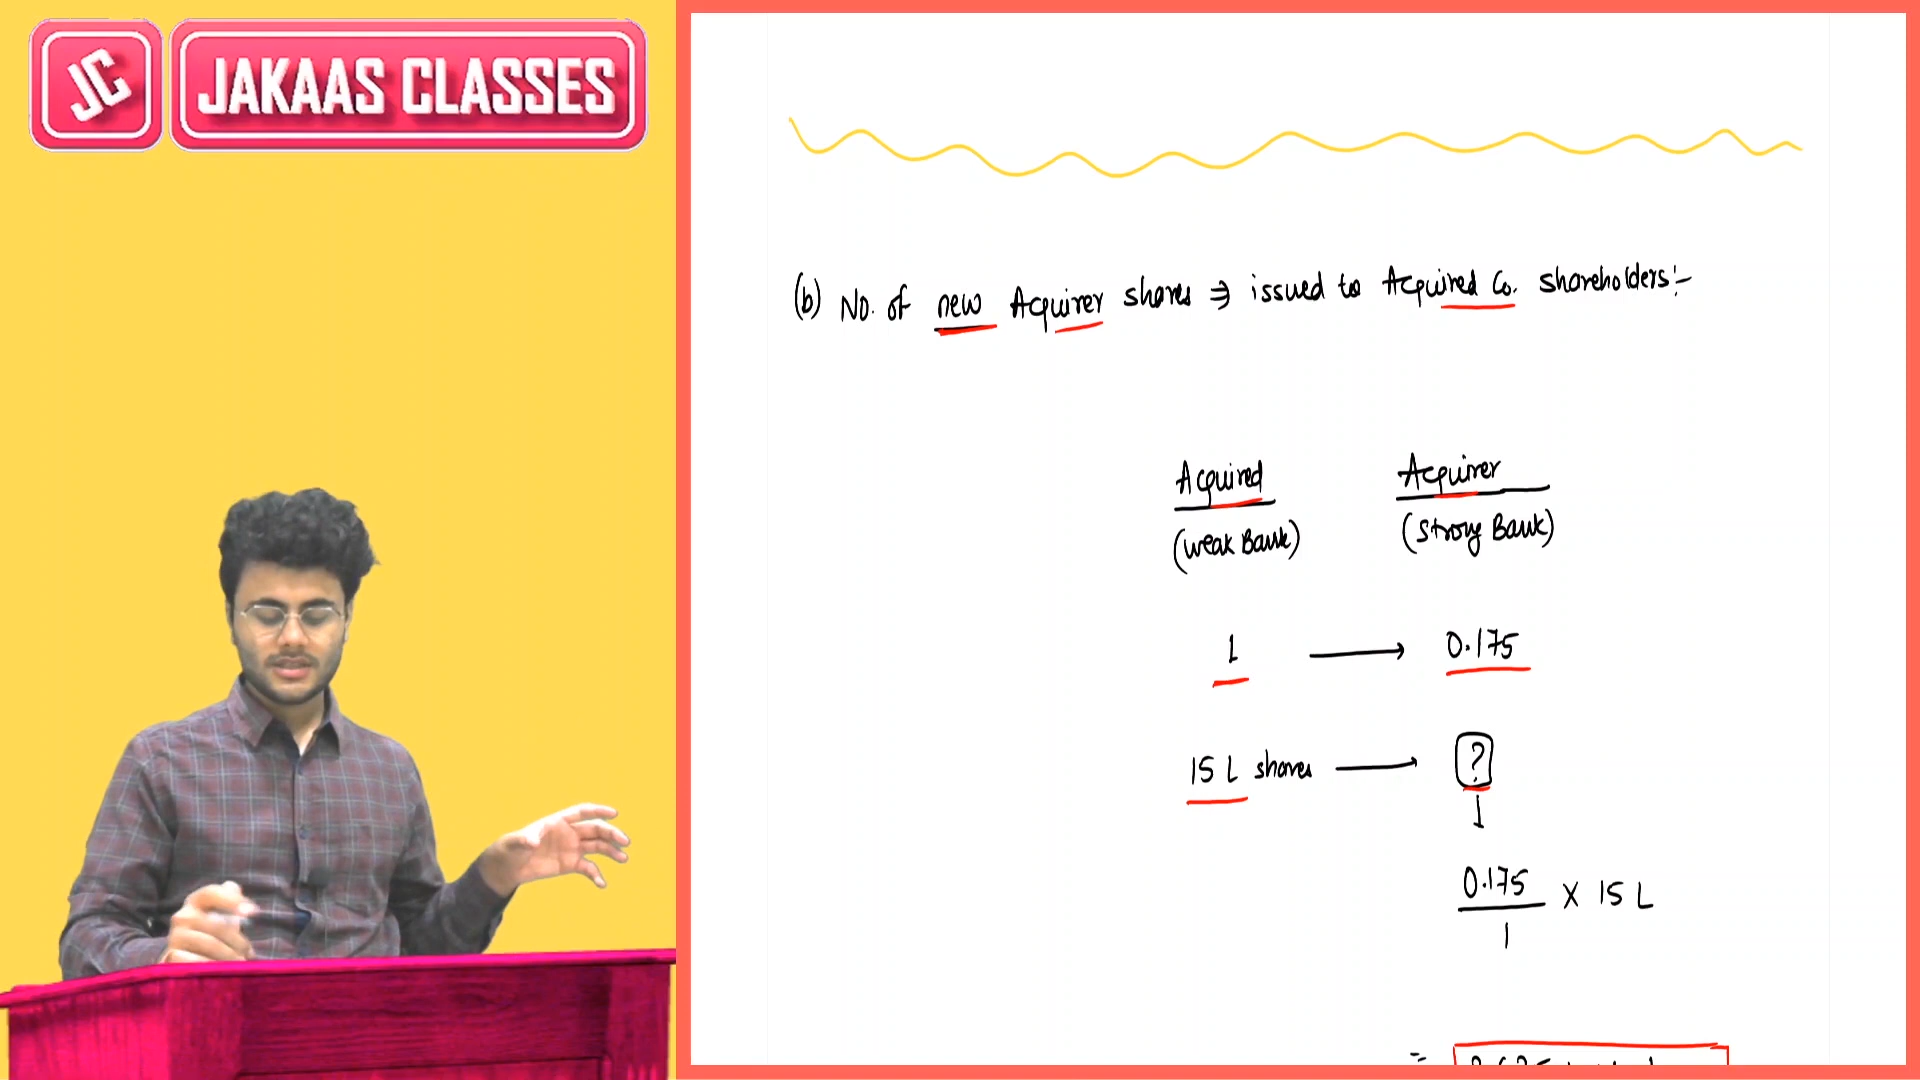 JC JAKAAS CLASSES
(b) No. of new Acquirer shares ⇒ issued to Acquired Co. shareholders:-
Acquired Acquirer
(Weak Bank) (Strong Bank)
1 → 0.175
15 L shares → ?
0.175
× 15 L
1
=